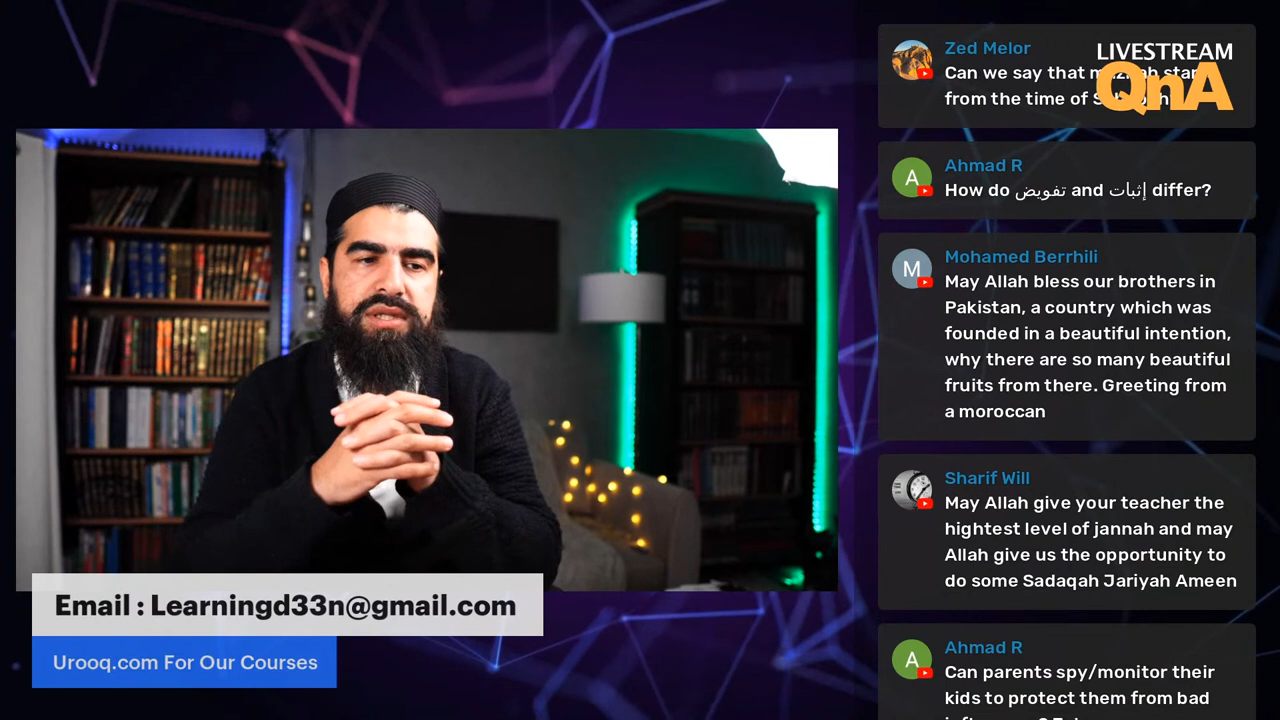 Zed Melor
Can we say that
from the time of
LIVESTREAM
QnA
Ahmad R
How do تفويض and إثبات differ?
Mohamed Berrhili
May Allah bless our brothers in
Pakistan, a country which was
founded in a beautiful intention,
why there are so many beautiful
fruits from there. Greeting from
a moroccan
Sharif Will
May Allah give your teacher the
hightest level of jannah and may
Allah give us the opportunity to
do some Sadaqah Jariyah Ameen
Ahmad R
Can parents spy/monitor their
kids to protect them from bad
Email : Learningd33n@gmail.com
Urooq.com For Our Courses